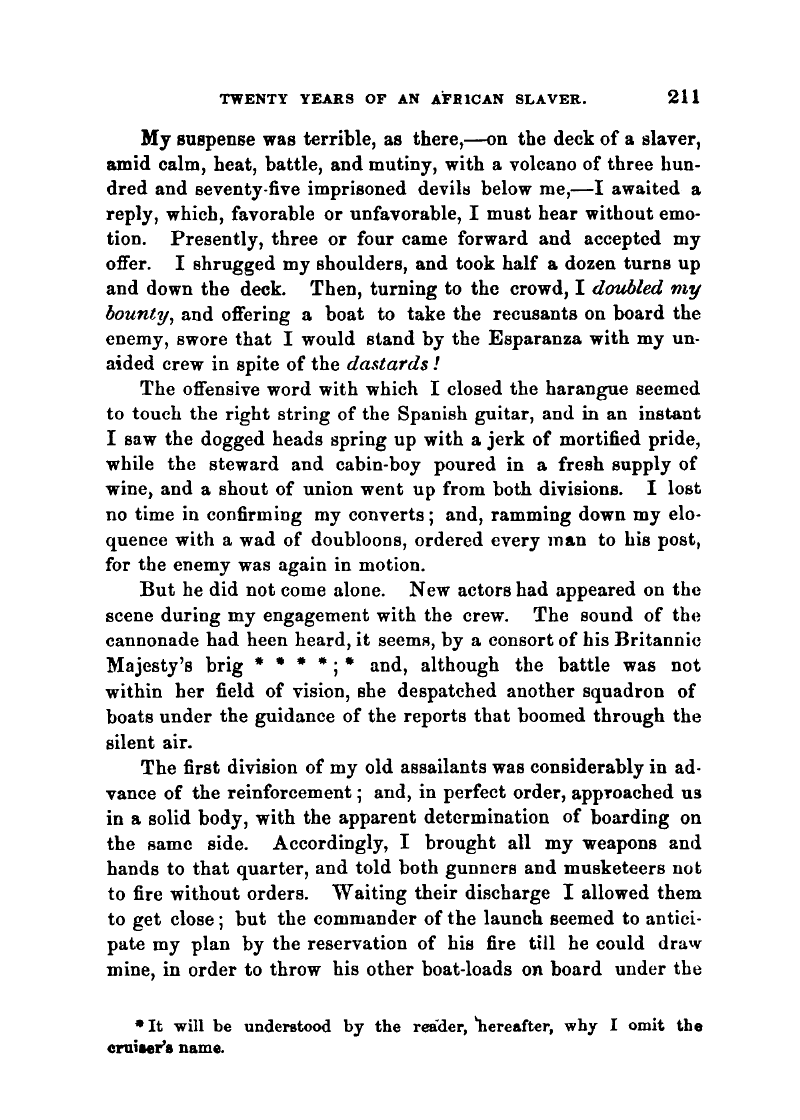 TWENTY YEARS OF AN AFRICAN SLAVER. 211
My suspense was terrible, as there,—on the deck of a slaver,
amid calm, heat, battle, and mutiny, with a volcano of three hun-
dred and seventy-five imprisoned devils below me,—I awaited a
reply, which, favorable or unfavorable, I must hear without emo-
tion. Presently, three or four came forward and accepted my
offer. I shrugged my shoulders, and took half a dozen turns up
and down the deck. Then, turning to the crowd, I doubled my
bounty, and offering a boat to take the recusants on board the
enemy, swore that I would stand by the Esparanza with my un-
aided crew in spite of the dastards!
The offensive word with which I closed the harangue seemed
to touch the right string of the Spanish guitar, and in an instant
I saw the dogged heads spring up with a jerk of mortified pride,
while the steward and cabin-boy poured in a fresh supply of
wine, and a shout of union went up from both divisions. I lost
no time in confirming my converts; and, ramming down my elo-
quence with a wad of doubloons, ordered every man to his post,
for the enemy was again in motion.
But he did not come alone. New actors had appeared on the
scene during my engagement with the crew. The sound of the
cannonade had been heard, it seems, by a consort of his Britannic
Majesty's brig * * * *;* and, although the battle was not
within her field of vision, she despatched another squadron of
boats under the guidance of the reports that boomed through the
silent air.
The first division of my old assailants was considerably in ad-
vance of the reinforcement; and, in perfect order, approached us
in a solid body, with the apparent determination of boarding on
the same side. Accordingly, I brought all my weapons and
hands to that quarter, and told both gunners and musketeers not
to fire without orders. Waiting their discharge I allowed them
to get close; but the commander of the launch seemed to antici-
pate my plan by the reservation of his fire till he could draw
mine, in order to throw his other boat-loads on board under the
* It will be understood by the reader, hereafter, why I omit the
cruiser's name.